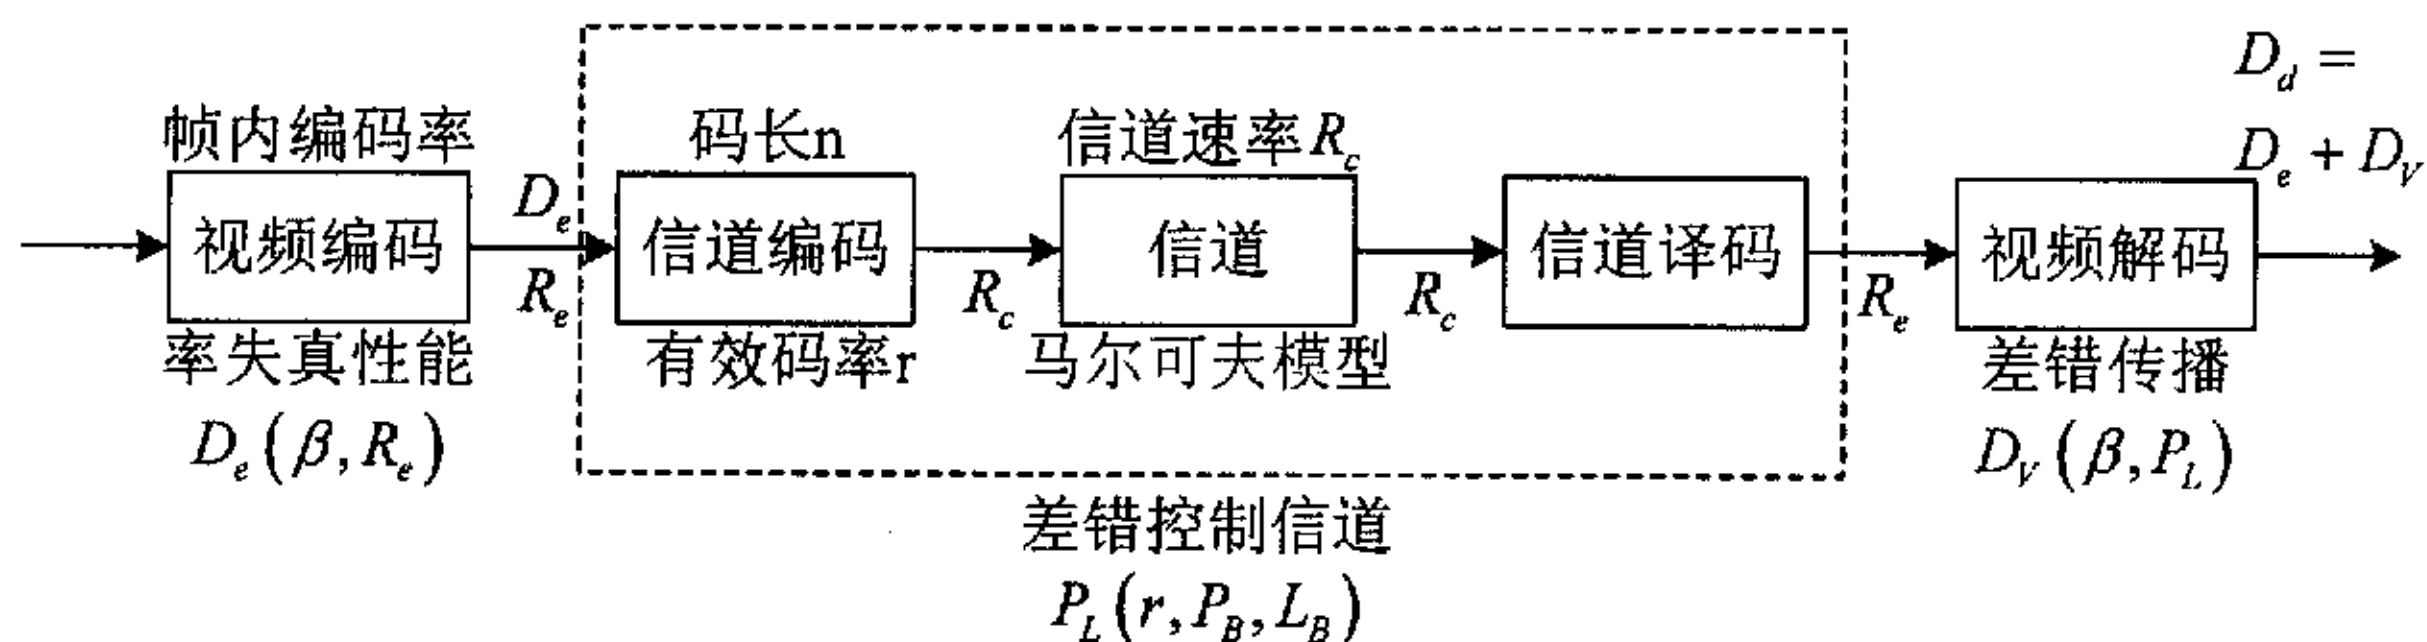 帧内编码率
视频编码
率失真性能
D_e(β, R_e)
D_e
R_e
码长n
信道编码
有效码率r
R_c
信道速率R_c
信道
马尔可夫模型
R_c
信道译码
差错控制信道
P_L(r, P_B, L_B)
R_e
视频解码
差错传播
D_V(β, P_L)
D_d =
D_e + D_V